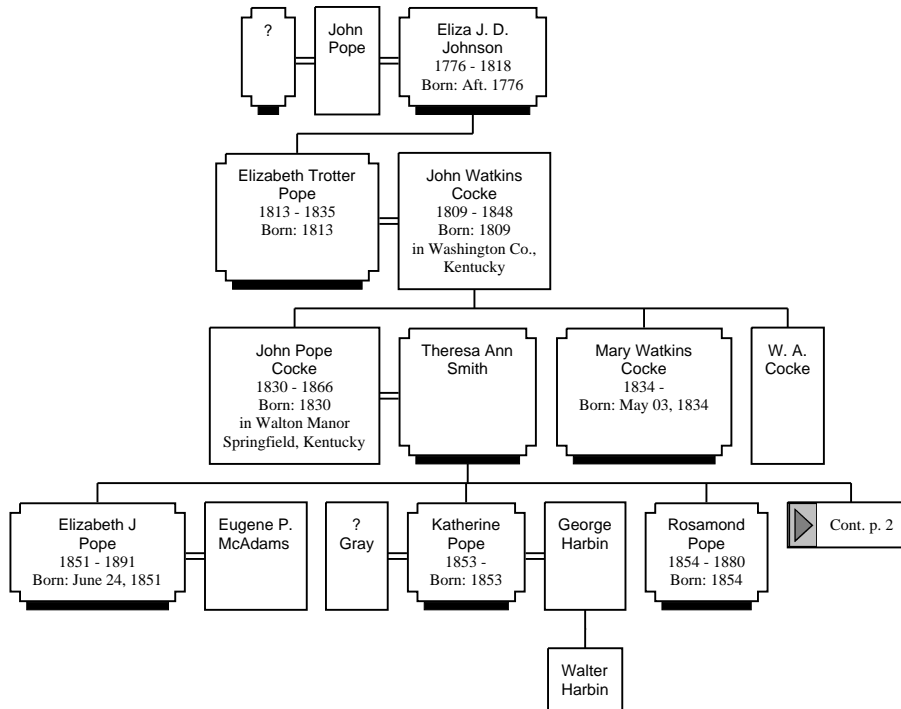 ?
John
Pope
Eliza J. D.
Johnson
1776 - 1818
Born: Aft. 1776
Elizabeth Trotter
Pope
1813 - 1835
Born: 1813
John Watkins
Cocke
1809 - 1848
Born: 1809
in Washington Co.,
Kentucky
John Pope
Cocke
1830 - 1866
Born: 1830
in Walton Manor
Springfield, Kentucky
Theresa Ann
Smith
Mary Watkins
Cocke
1834 -
Born: May 03, 1834
W. A.
Cocke
Elizabeth J
Pope
1851 - 1891
Born: June 24, 1851
Eugene P.
McAdams
?
Gray
Katherine
Pope
1853 -
Born: 1853
George
Harbin
Rosamond
Pope
1854 - 1880
Born: 1854
Cont. p. 2
Walter
Harbin